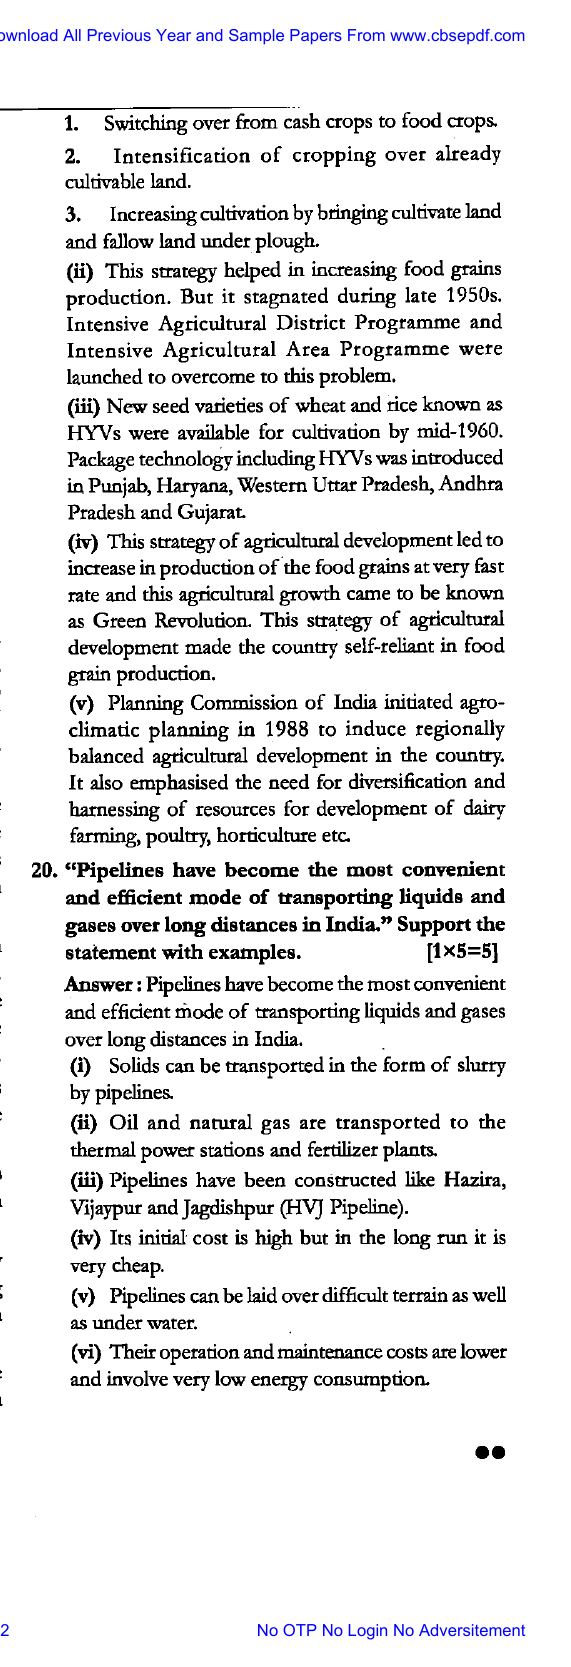 ownload All Previous Year and Sample Papers From www.cbsepdf.com
1. Switching over from cash crops to food crops.
2. Intensification of cropping over already
cultivable land.
3. Increasing cultivation by bringing cultivate land
and fallow land under plough.
(ii) This strategy helped in increasing food grains
production. But it stagnated during late 1950s.
Intensive Agricultural District Programme and
Intensive Agricultural Area Programme were
launched to overcome to this problem.
(iii) New seed varieties of wheat and rice known as
HYVs were available for cultivation by mid-1960.
Package technology including HYVs was introduced
in Punjab, Haryana, Western Uttar Pradesh, Andhra
Pradesh and Gujarat.
(iv) This strategy of agricultural development led to
increase in production of the food grains at very fast
rate and this agricultural growth came to be known
as Green Revolution. This strategy of agricultural
development made the country self-reliant in food
grain production.
(v) Planning Commission of India initiated agro-
climatic planning in 1988 to induce regionally
balanced agricultural development in the country.
It also emphasised the need for diversification and
harnessing of resources for development of dairy
farming, poultry, horticulture etc.
20. “Pipelines have become the most convenient
and efficient mode of transporting liquids and
gases over long distances in India.” Support the
statement with examples. [1×5=5]
Answer : Pipelines have become the most convenient
and efficient mode of transporting liquids and gases
over long distances in India.
(i) Solids can be transported in the form of slurry
by pipelines.
(ii) Oil and natural gas are transported to the
thermal power stations and fertilizer plants.
(iii) Pipelines have been constructed like Hazira,
Vijaypur and Jagdishpur (HVJ Pipeline).
(iv) Its initial cost is high but in the long run it is
very cheap.
(v) Pipelines can be laid over difficult terrain as well
as under water.
(vi) Their operation and maintenance costs are lower
and involve very low energy consumption.
2 No OTP No Login No Adversitement